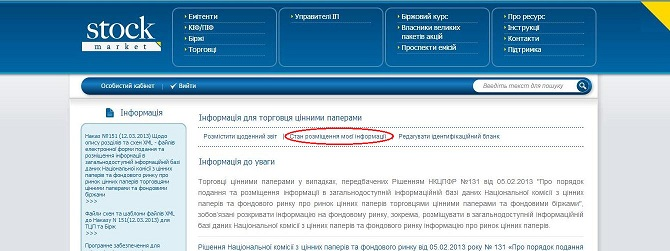 stock
market
Емітенти
КІФ/ПІФ
Біржі
Торговці
Управителі ІП
Біржовий курс
Власники великих
пакетів акцій
Проспекти емісій
Про ресурс
Інструкції
Контакти
Підтримка
Особистий кабінет | Вийти
Введіть текст для пошуку
Інформація
Наказ №151 (12.03.2013) Щодо
опису розділів та схем XML - файлів
електронної форми подання та
розміщення інформації в
загальнодоступній інформаційній базі
даних Національної комісії з цінних
паперів та фондового ринку про
ринок цінних паперів торговцями
цінними паперами та фондовими
біржами
>>>
Файли схем та шаблони файлів XML
до Наказу N 151(12.03.2013) для
ТЦП та Бірж
>>>
Програмне забезпечення для
Інформація для торговця цінними паперами
Розмістити щоденний звіт | Стан розміщення моєї інформації | Редагувати ідентифікаційний бланк
Інформація до уваги
Торговці цінними паперами у випадках, передбачених Рішенням НКЦПФР №131 від 05.02.2013 "Про порядок
подання та розміщення інформації в загальнодоступній інформаційній базі даних Національної комісії з цінних
паперів та фондового ринку про ринок цінних паперів торговцями цінними паперами та фондовими біржами",
зобов'язані розкривати інформацію на фондовому ринку, зокрема, розміщувати в загальнодоступній інформаційній
базі даних Національної комісії з цінних паперів та фондового ринку інформацію про ринок цінних паперів.
Рішення Національної комісії з цінних паперів та фондового ринку від 05.02.2013 року № 131 «Про порядок